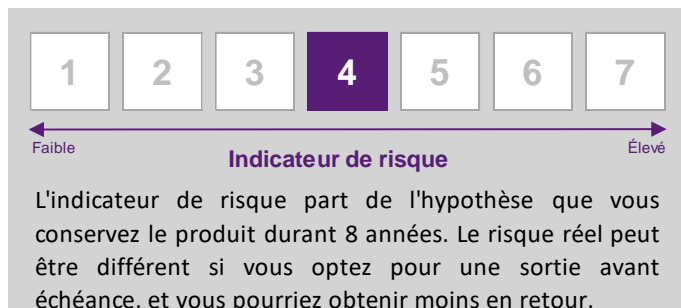 1 2 3 4 5 6 7
Faible Élevé
Indicateur de risque
L'indicateur de risque part de l'hypothèse que vous
conservez le produit durant 8 années. Le risque réel peut
être différent si vous optez pour une sortie avant
échéance, et vous pourriez obtenir moins en retour.